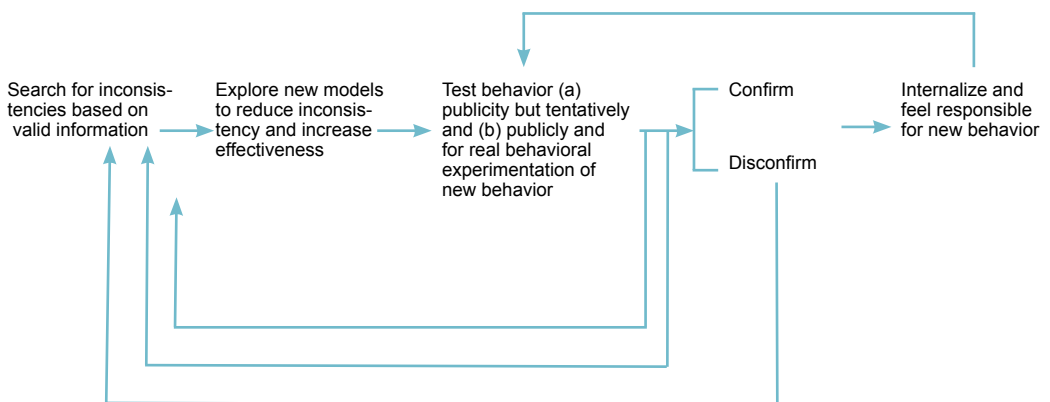 Search for inconsis-
tencies based on
valid information
Explore new models
to reduce inconsis-
tency and increase
effectiveness
Test behavior (a)
publicity but tentatively
and (b) publicly and
for real behavioral
experimentation of
new behavior
Confirm
Disconfirm
Internalize and
feel responsible
for new behavior